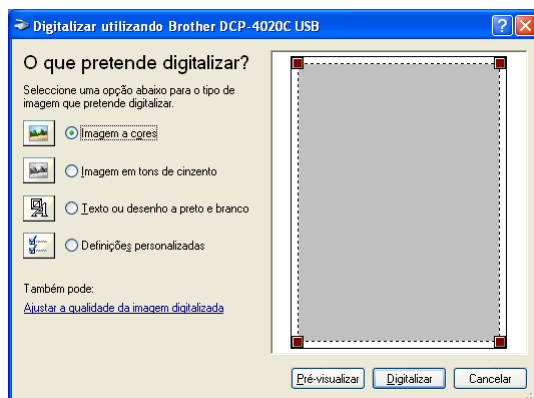 Digitalizar utilizando Brother DCP-4020C USB
O que pretende digitalizar?
Seleccione uma opção abaixo para o tipo de
imagem que pretende digitalizar.
Imagem a cores
Imagem em tons de cinzento
Texto ou desenho a preto e branco
Definições personalizadas
Também pode:
Ajustar a qualidade da imagem digitalizada
Pré-visualizar Digitalizar Cancelar